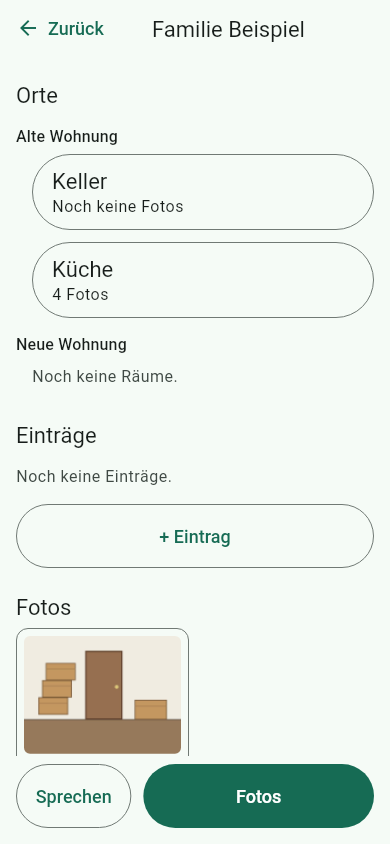 Zurück
Familie Beispiel
Orte
Alte Wohnung
Keller
Noch keine Fotos
Küche
4 Fotos
Neue Wohnung
Noch keine Räume.
Einträge
Noch keine Einträge.
+ Eintrag
Fotos
Sprechen
Fotos